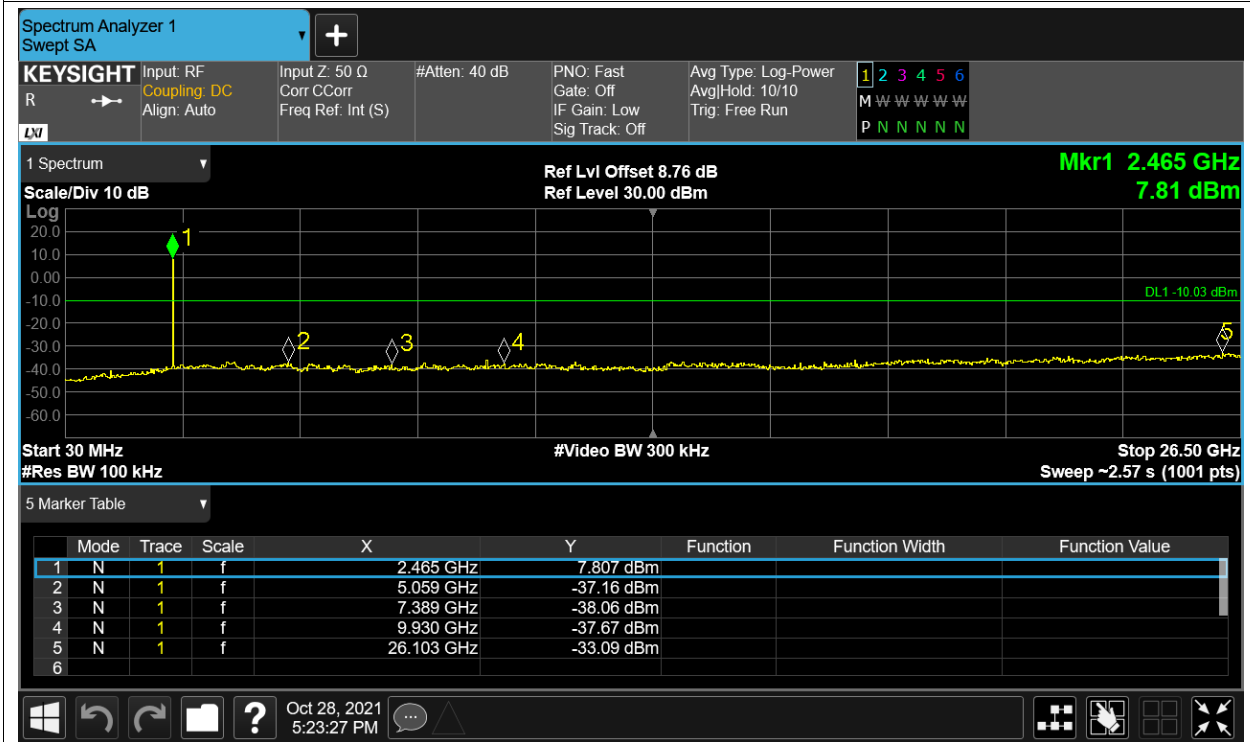 Spectrum Analyzer 1
Swept SA
KEYSIGHT
R
LXI
Input: RF
Coupling: DC
Align: Auto
Input Z: 50 Ω
Corr CCorr
Freq Ref: Int (S)
#Atten: 40 dB
PNO: Fast
Gate: Off
IF Gain: Low
Sig Track: Off
Avg Type: Log-Power
Avg|Hold: 10/10
Trig: Free Run
1 2 3 4 5 6
M W W W W W
P N N N N N
1 Spectrum
Scale/Div 10 dB
Ref Lvl Offset 8.76 dB
Ref Level 30.00 dBm
Mkr1 2.465 GHz
7.81 dBm
Log
20.0
10.0
0.00
-10.0
-20.0
-30.0
-40.0
-50.0
-60.0
1
2
3
4
5
DL1 -10.03 dBm
Start 30 MHz
#Video BW 300 kHz
Stop 26.50 GHz
#Res BW 100 kHz
Sweep ~2.57 s (1001 pts)
5 Marker Table
Mode Trace Scale X Y Function Function Width Function Value
1 N 1 f 2.465 GHz 7.807 dBm
2 N 1 f 5.059 GHz -37.16 dBm
3 N 1 f 7.389 GHz -38.06 dBm
4 N 1 f 9.930 GHz -37.67 dBm
5 N 1 f 26.103 GHz -33.09 dBm
6
?
Oct 28, 2021
5:23:27 PM